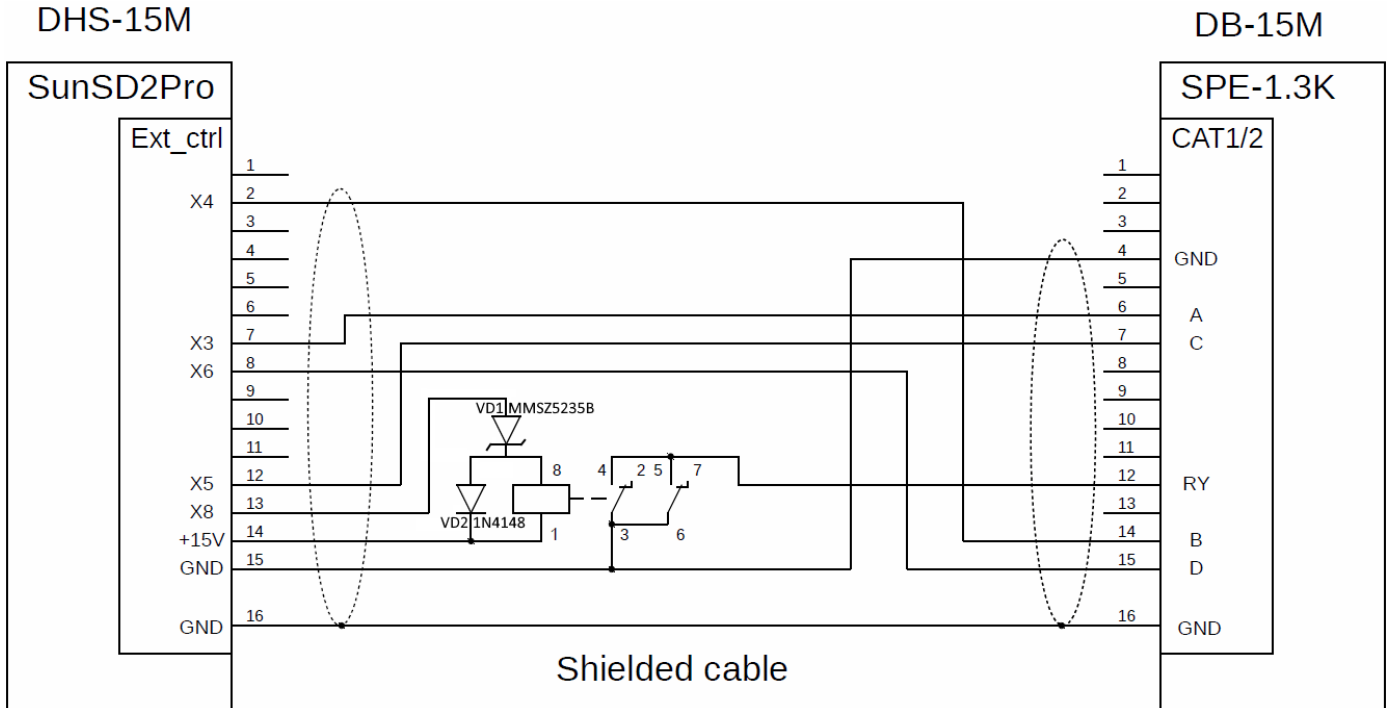 DHS-15M
DB-15M
SunSD2Pro
SPE-1.3K
Ext_ctrl
CAT1/2
1
1
X4 2
2
3
3
4
4 GND
5
5
6
6 A
X3 7
7 C
X6 8
8
9
9
VD1 MMSZ5235B
10
10
11
11
8 4 2 5 7
X5 12
12 RY
X8 13
13
VD2 1N4148
+15V 14
1 3 6
14 B
GND 15
15 D
GND 16
16 GND
Shielded cable